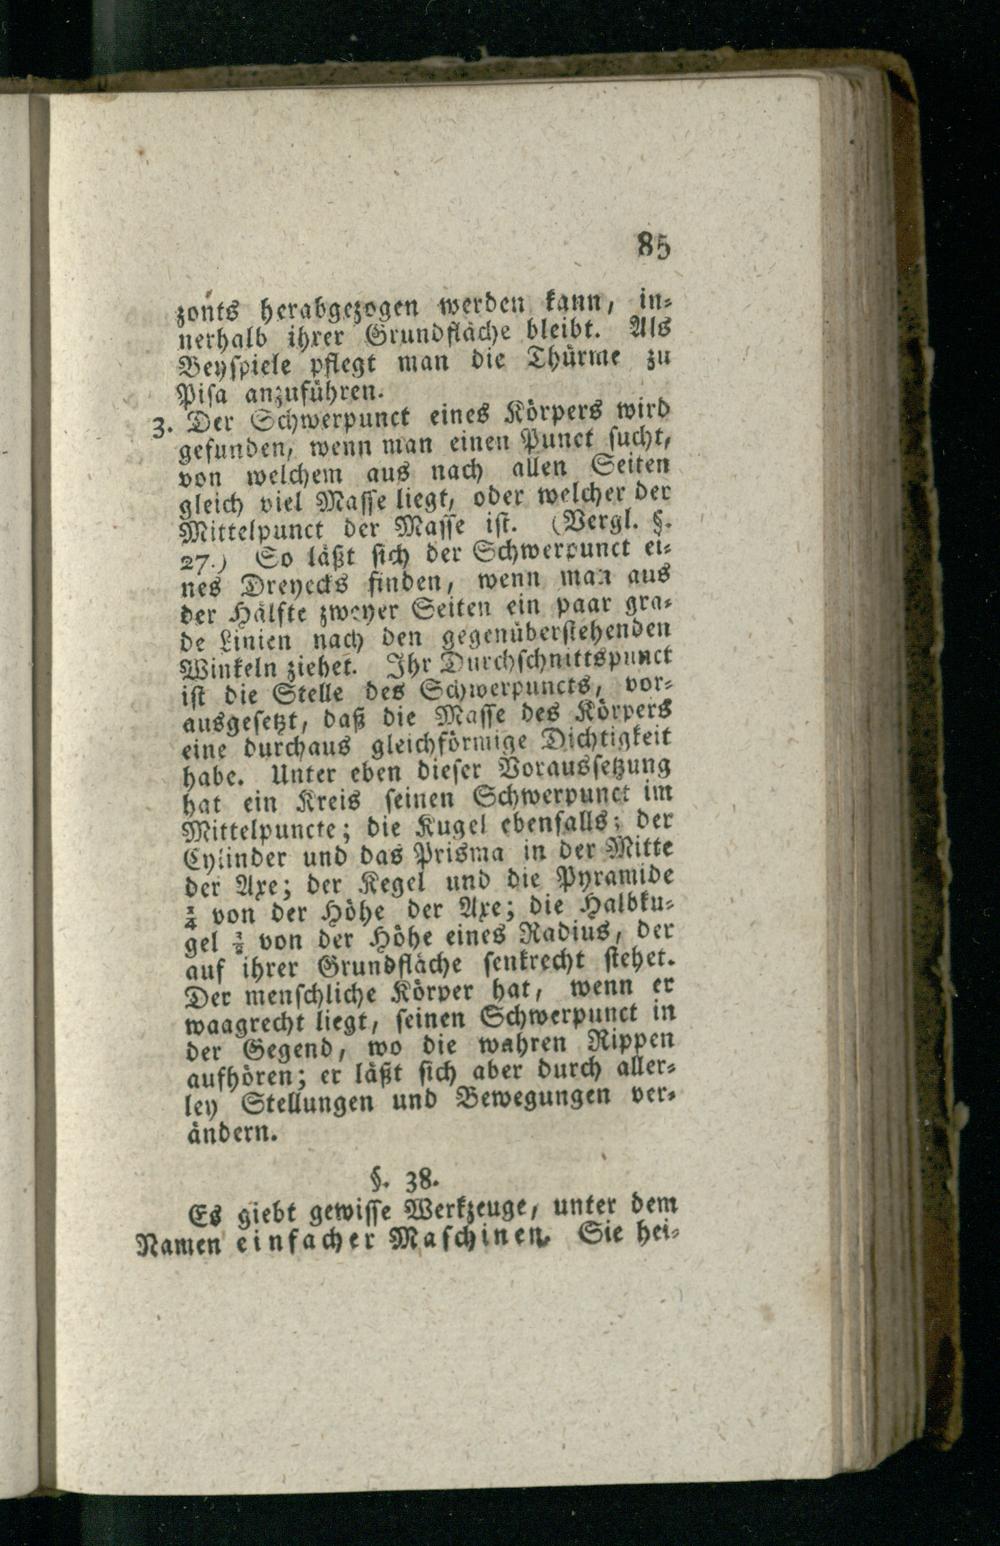 85
zonts herabgezogen werden kann, in-
nerhalb ihrer Grundfläche bleibt. Als
Beyspiele pflegt man die Thürme zu
Pisa anzuführen.
3. Der Schwerpunct eines Körpers wird
gefunden, wenn man einen Punct sucht,
von welchem aus nach allen Seiten
gleich viel Masse liegt, oder welcher der
Mittelpunct der Masse ist. (Vergl. §.
27.) So läßt sich der Schwerpunct ei-
nes Dreyecks finden, wenn man aus
der Hälfte zweyer Seiten ein paar gra-
de Linien nach den gegenüberstehenden
Winkeln ziehet. Ihr Durchschnittspunct
ist die Stelle des Schwerpuncts, vor-
ausgesetzt, daß die Masse des Körpers
eine durchaus gleichförmige Dichtigkeit
habe. Unter eben dieser Voraussetzung
hat ein Kreis seinen Schwerpunct im
Mittelpuncte; die Kugel ebenfalls; der
Cylinder und das Prisma in der Mitte
der Axe; der Kegel und die Pyramide
von der Höhe der Axe; die Halbku-
gel von der Höhe eines Radius, der
auf ihrer Grundfläche senkrecht stehet.
Der menschliche Körper hat, wenn er
waagrecht liegt, seinen Schwerpunct in
der Gegend, wo die wahren Rippen
aufhören; er läßt sich aber durch aller-
ley Stellungen und Bewegungen ver-
ändern.
§. 38.
Es giebt gewisse Werkzeuge, unter dem
Namen einfacher Maschinen. Sie hei-